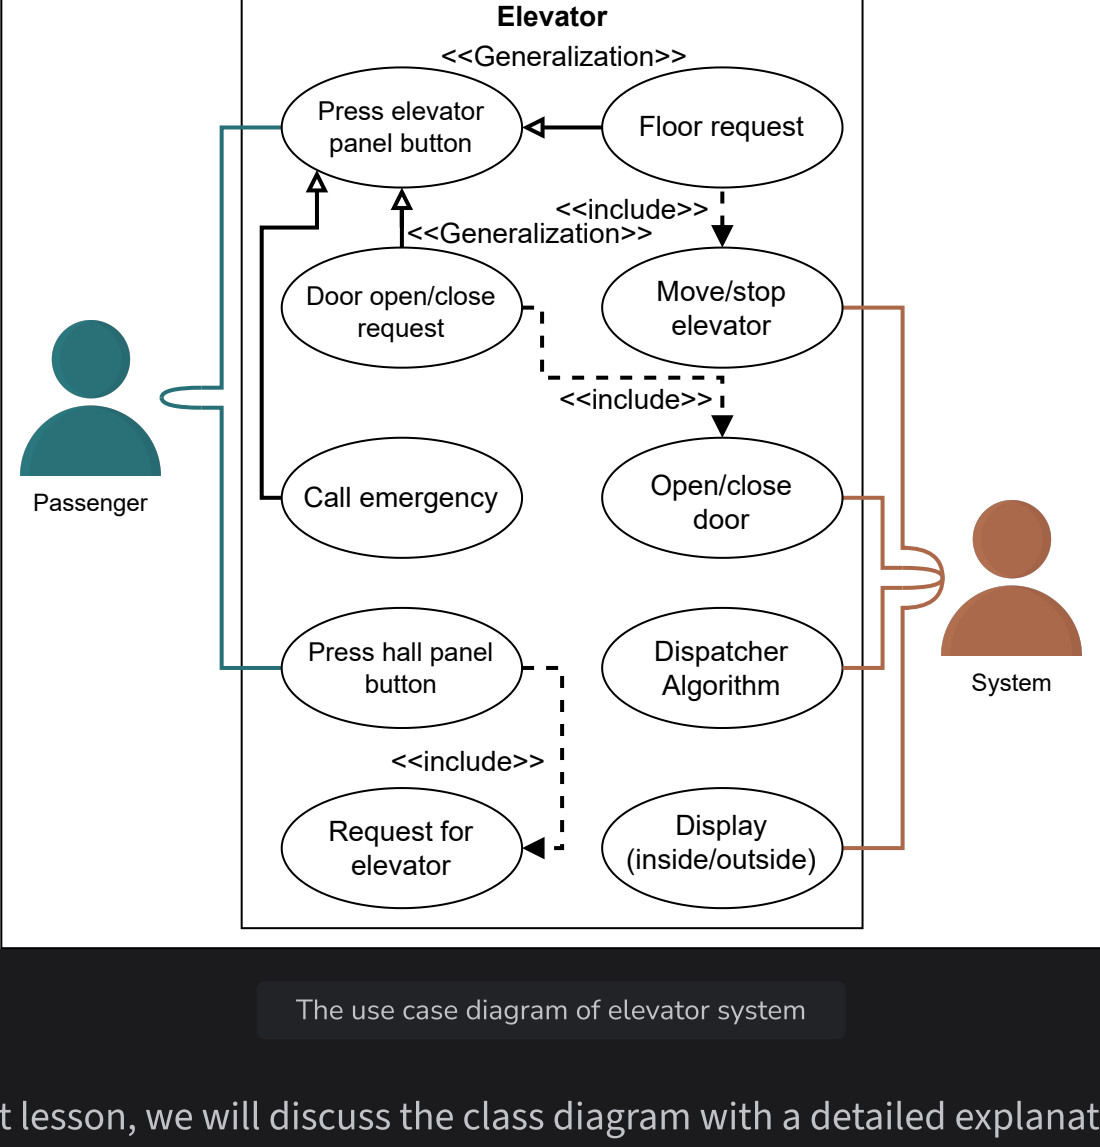 Elevator
<<Generalization>>
Press elevator
panel button
Floor request
<<include>>
<<Generalization>>
Door open/close
request
Move/stop
elevator
<<include>>
Call emergency
Open/close
door
Passenger
Press hall panel
button
Dispatcher
Algorithm
System
<<include>>
Request for
elevator
Display
(inside/outside)
The use case diagram of elevator system
t lesson, we will discuss the class diagram with a detailed explanat